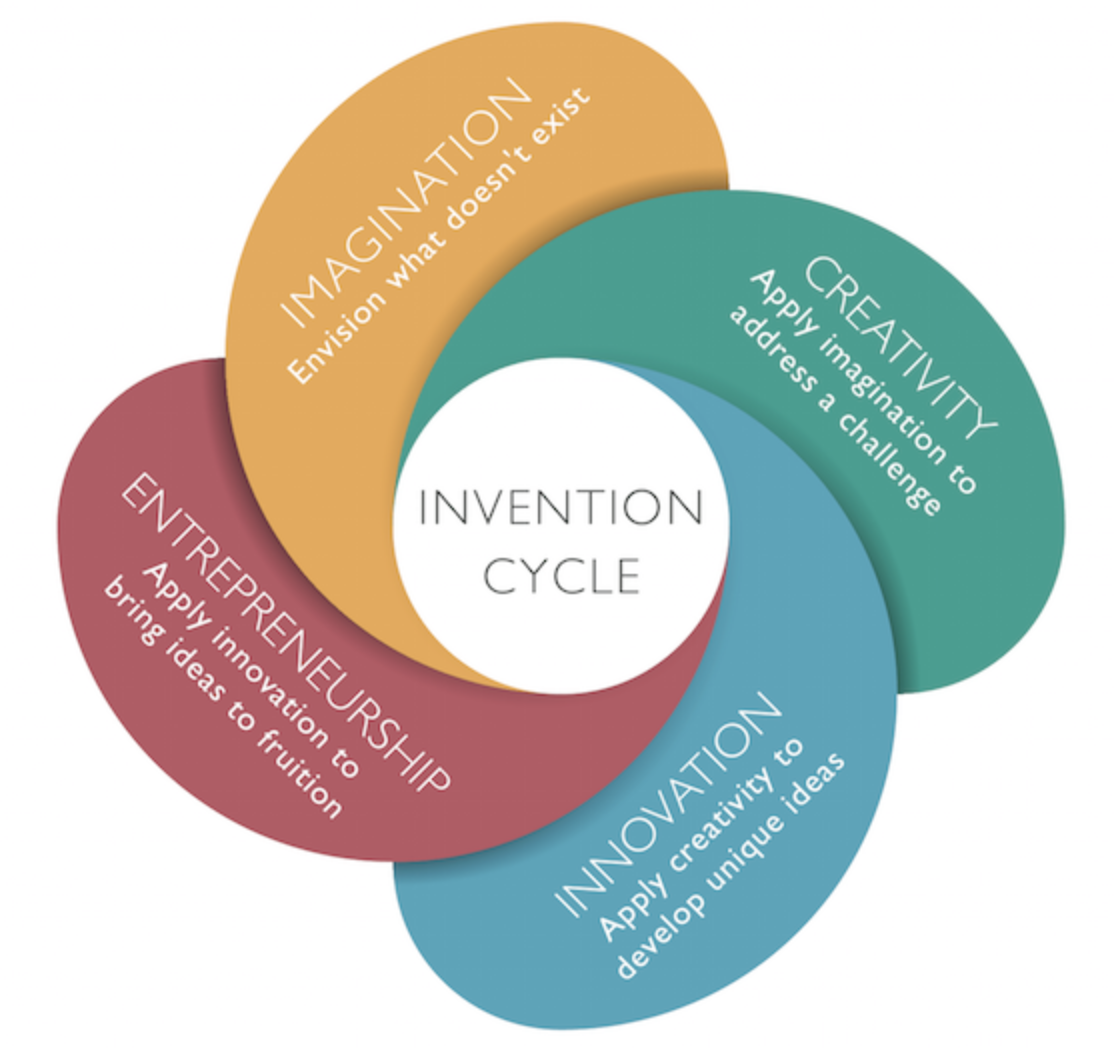 IMAGINATION
Envision what doesn't exist
CREATIVITY
Apply imagination to
address a challenge
INVENTION
CYCLE
ENTREPRENEURSHIP
Apply innovation to
bring ideas to fruition
INNOVATION
Apply creativity to
develop unique ideas